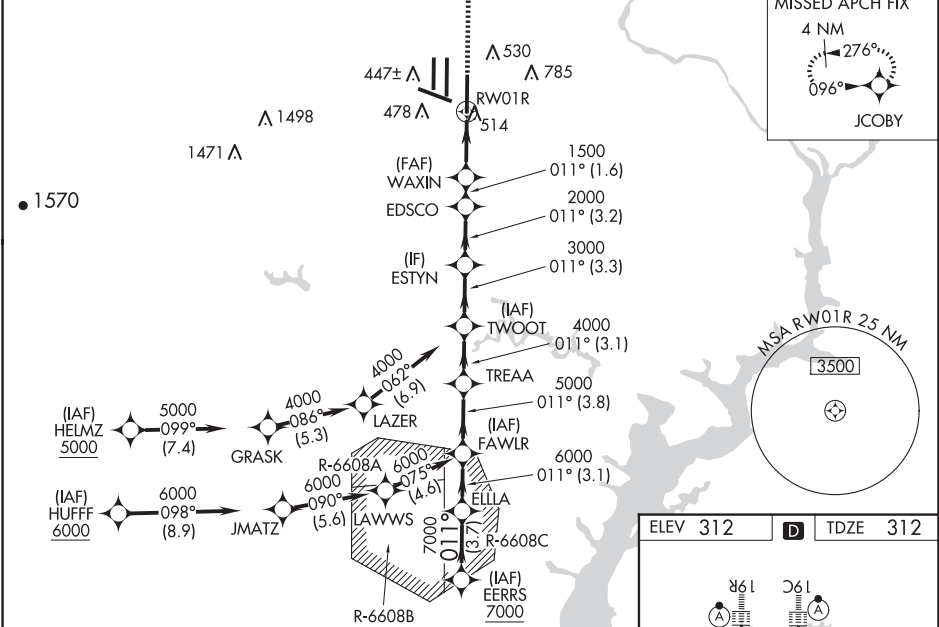 MISSED APCH FIX
4 NM
276°
096°
JCOBY
530
447±
785
RW01R
478
514
1498
1471
1570
(FAF)
WAXIN
1500
011° (1.6)
EDSCO
2000
011° (3.2)
(IF)
ESTYN
3000
011° (3.3)
(IAF)
TWOOT
4000
011° (3.1)
MSA RW01R 25 NM
3500
4000
062°
(6.9)
TREAA
5000
011° (3.8)
LAZER
(IAF)
HELMZ
5000
5000
099°
(7.4)
GRASK
4000
086°
(5.3)
(IAF)
FAWLR
R-6608A
6000
075°
(4.6)
6000
011° (3.1)
(IAF)
HUFFF
6000
6000
098°
(8.9)
JMATZ
6000
090°
(5.6)
LAWWS
ELLLA
7000
011°
(3.7)
R-6608C
(IAF)
EERRS
7000
R-6608B
ELEV 312
D
TDZE 312
19R
19C
A
A